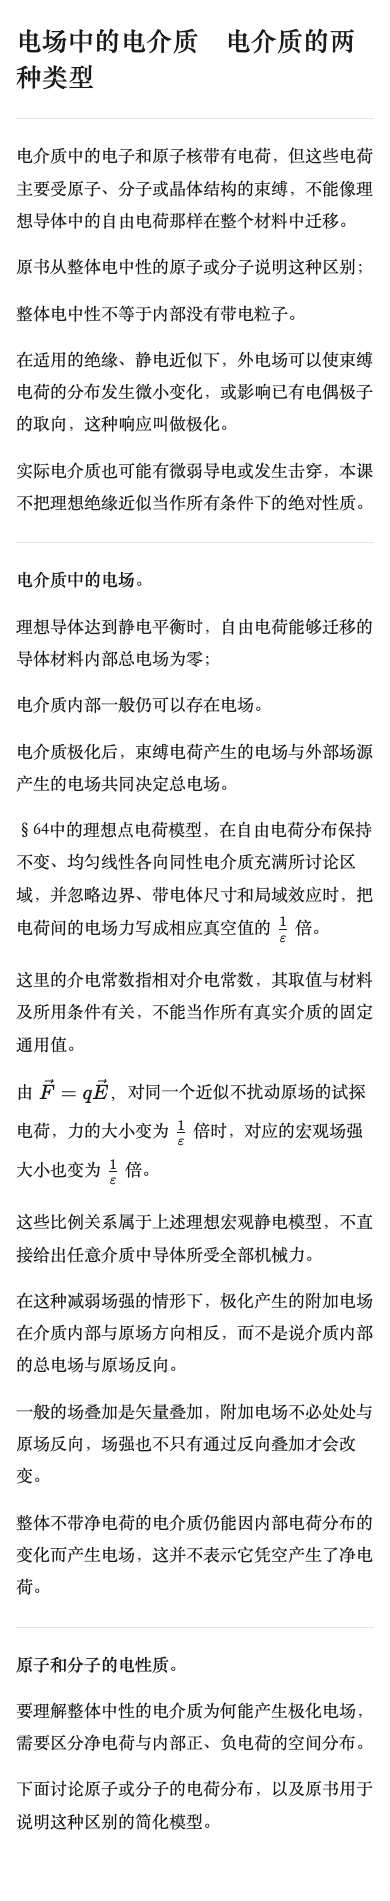 电场中的电介质　电介质的两
种类型
电介质中的电子和原子核带有电荷，但这些电荷
主要受原子、分子或晶体结构的束缚，不能像理
想导体中的自由电荷那样在整个材料中迁移。
原书从整体电中性的原子或分子说明这种区别；
整体电中性不等于内部没有带电粒子。
在适用的绝缘、静电近似下，外电场可以使束缚
电荷的分布发生微小变化，或影响已有电偶极子
的取向，这种响应叫做极化。
实际电介质也可能有微弱导电或发生击穿，本课
不把理想绝缘近似当作所有条件下的绝对性质。
电介质中的电场。
理想导体达到静电平衡时，自由电荷能够迁移的
导体材料内部总电场为零；
电介质内部一般仍可以存在电场。
电介质极化后，束缚电荷产生的电场与外部场源
产生的电场共同决定总电场。
§64中的理想点电荷模型，在自由电荷分布保持
不变、均匀线性各向同性电介质充满所讨论区
域，并忽略边界、带电体尺寸和局域效应时，把
电荷间的电场力写成相应真空值的 $\frac{1}{\varepsilon}$ 倍。
这里的介电常数指相对介电常数，其取值与材料
及所用条件有关，不能当作所有真实介质的固定
通用值。
由 $\vec{F} = q\vec{E}$，对同一个近似不扰动原场的试探
电荷，力的大小变为 $\frac{1}{\varepsilon}$ 倍时，对应的宏观场强
大小也变为 $\frac{1}{\varepsilon}$ 倍。
这些比例关系属于上述理想宏观静电模型，不直
接给出任意介质中导体所受全部机械力。
在这种减弱场强的情形下，极化产生的附加电场
在介质内部与原场方向相反，而不是说介质内部
的总电场与原场反向。
一般的场叠加是矢量叠加，附加电场不必处处与
原场反向，场强也不只有通过反向叠加才会改
变。
整体不带净电荷的电介质仍能因内部电荷分布的
变化而产生电场，这并不表示它凭空产生了净电
荷。
原子和分子的电性质。
要理解整体中性的电介质为何能产生极化电场，
需要区分净电荷与内部正、负电荷的空间分布。
下面讨论原子或分子的电荷分布，以及原书用于
说明这种区别的简化模型。